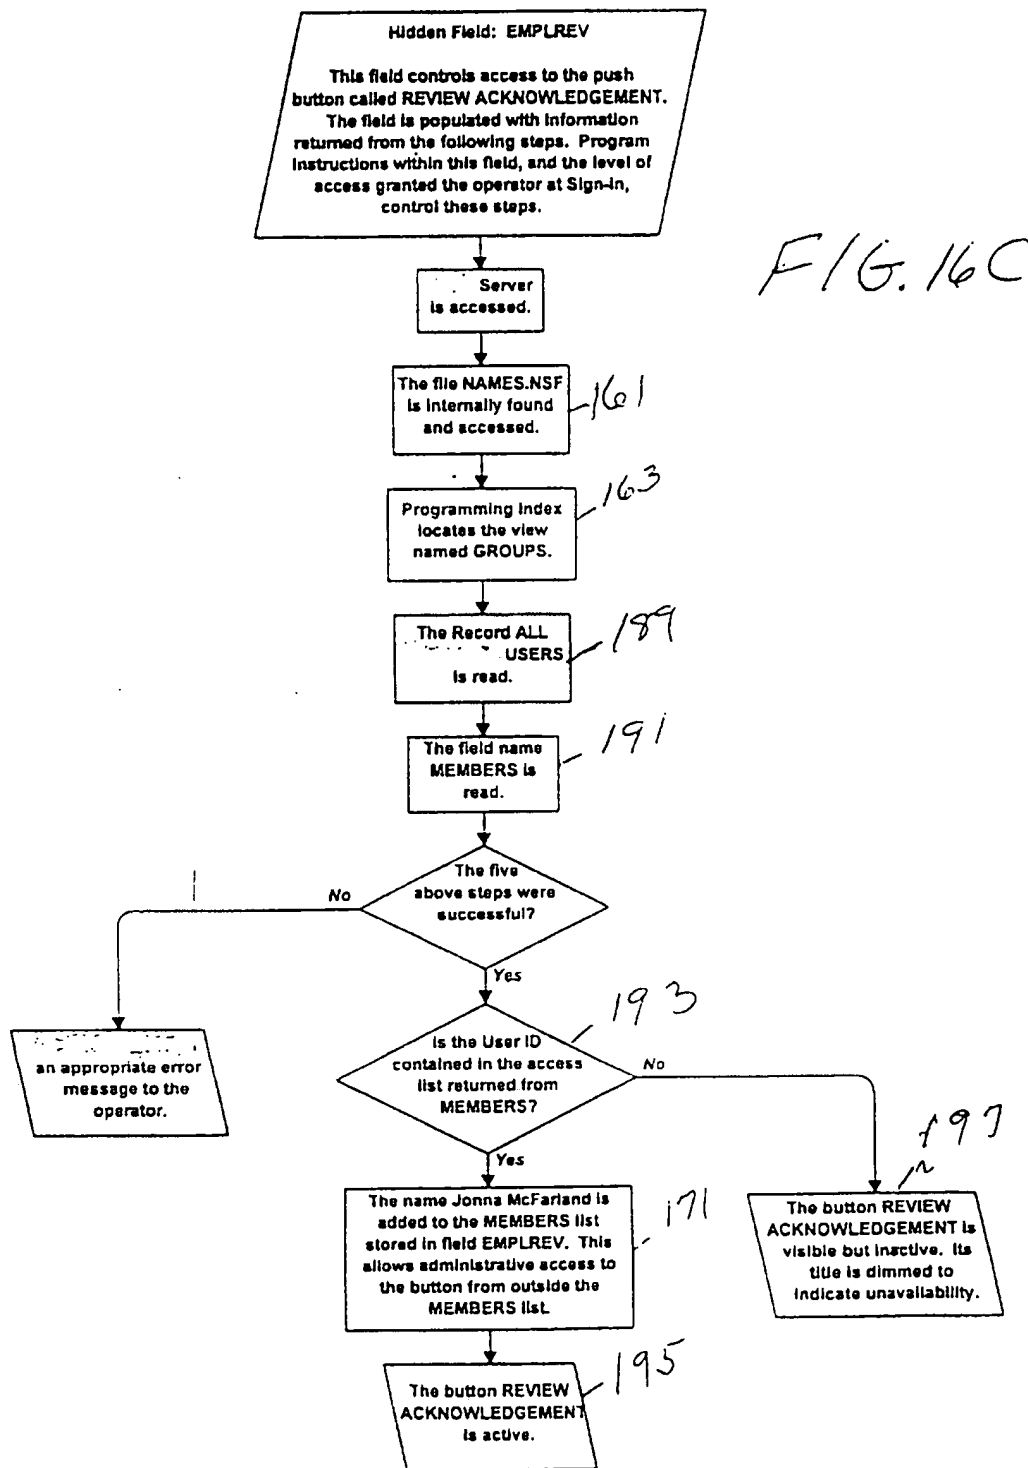 Hidden Field: EMPLREV
This field controls access to the push
button called REVIEW ACKNOWLEDGEMENT.
The field is populated with information
returned from the following steps. Program
instructions within this field, and the level of
access granted the operator at Sign-in,
control these steps.
FIG. 16C
Server
is accessed.
The file NAMES.NSF
is internally found
and accessed.
161
Programming index
locates the view
named GROUPS.
163
The Record ALL
USERS
is read.
189
The field name
MEMBERS is
read.
191
The five
above steps were
successful?
No
Yes
an appropriate error
message to the
operator.
Is the User ID
contained in the access
list returned from
MEMBERS?
193
No
Yes
The name Jonna McFarland is
added to the MEMBERS list
stored in field EMPLREV. This
allows administrative access to
the button from outside the
MEMBERS list.
171
The button REVIEW
ACKNOWLEDGEMENT is
visible but inactive. Its
title is dimmed to
indicate unavailability.
197
The button REVIEW
ACKNOWLEDGEMENT
is active.
195